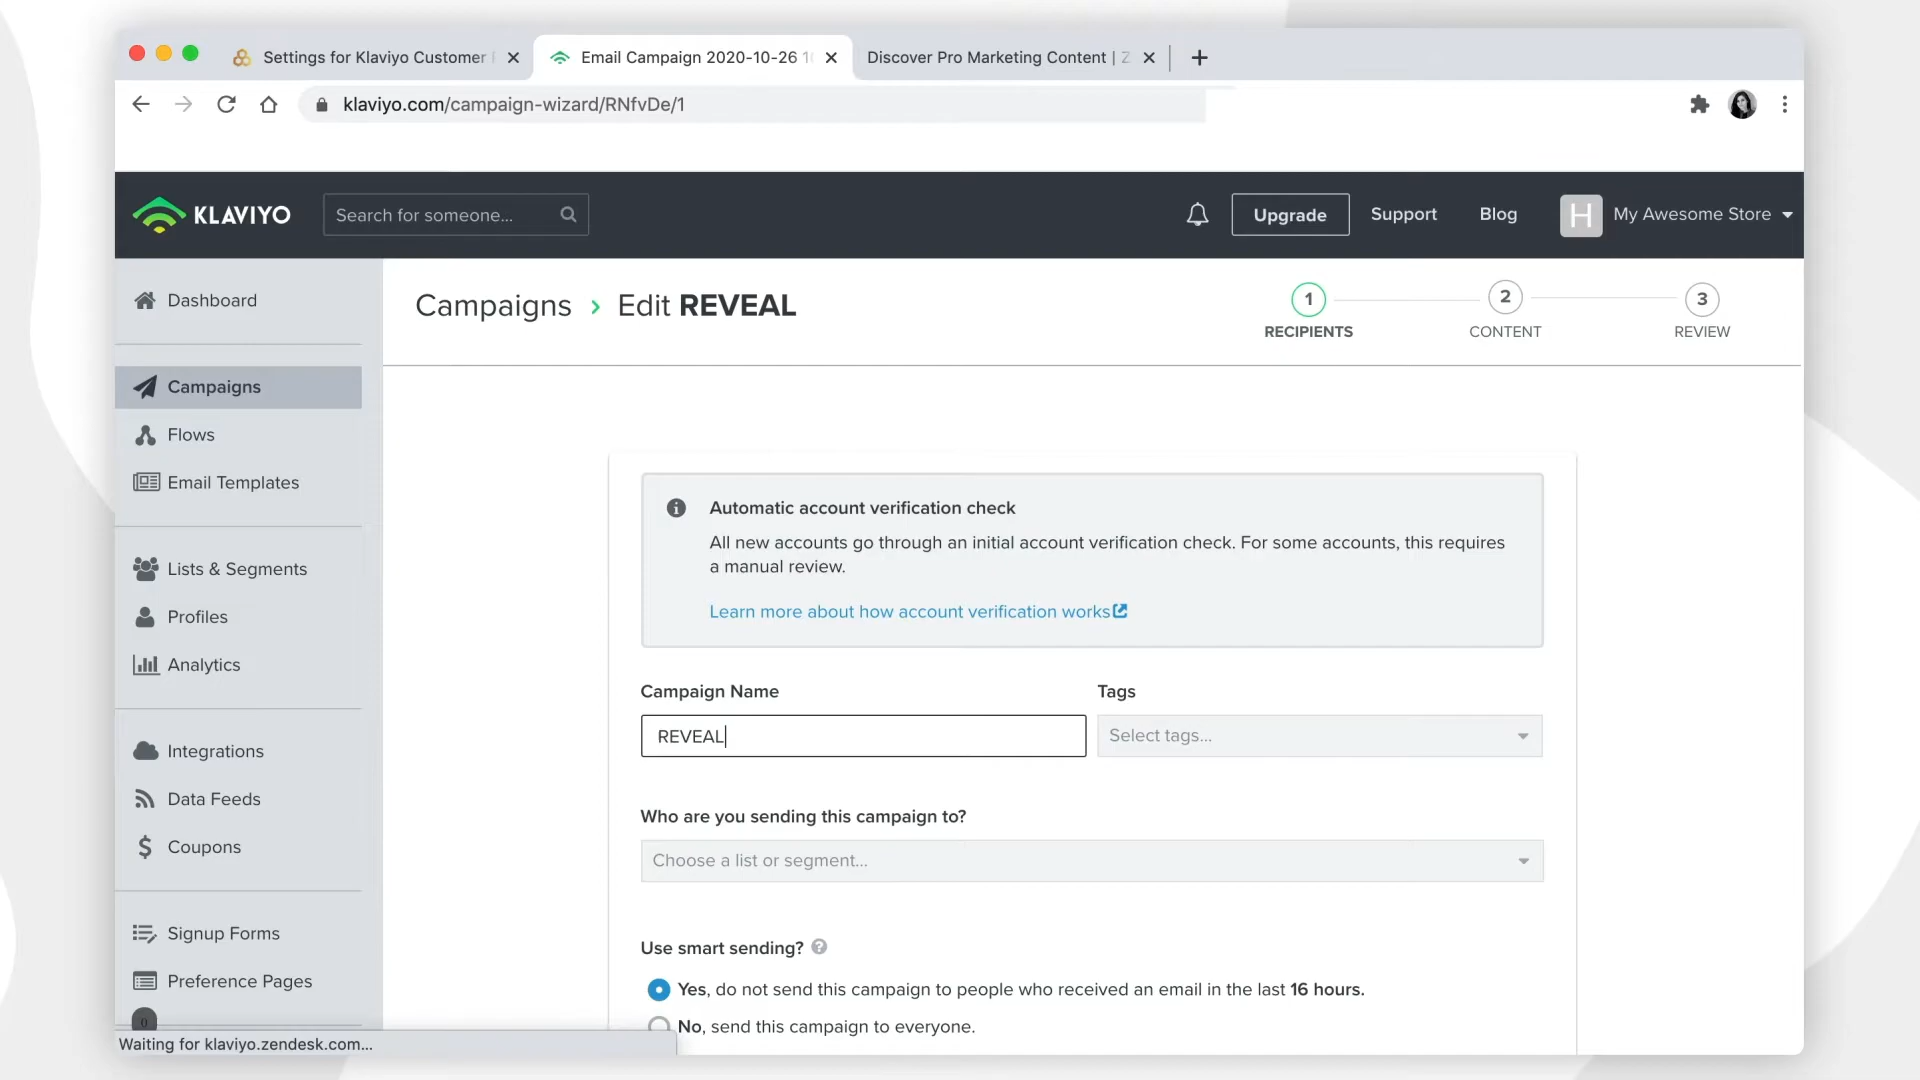 Settings for Klaviyo Customer
Email Campaign 2020-10-26
Discover Pro Marketing Content |
klaviyo.com/campaign-wizard/RNfvDe/1
KLAVIYO
Search for someone...
Upgrade
Support
Blog
H
My Awesome Store
Dashboard
Campaigns
Flows
Email Templates
Lists & Segments
Profiles
Analytics
Integrations
Data Feeds
Coupons
Signup Forms
Preference Pages
0
Waiting for klaviyo.zendesk.com...
Campaigns › Edit REVEAL
1
RECIPIENTS
2
CONTENT
3
REVIEW
Automatic account verification check
All new accounts go through an initial account verification check. For some accounts, this requires
a manual review.
Learn more about how account verification works
Campaign Name
REVEAL
Tags
Select tags...
Who are you sending this campaign to?
Choose a list or segment...
Use smart sending?
Yes, do not send this campaign to people who received an email in the last 16 hours.
No, send this campaign to everyone.